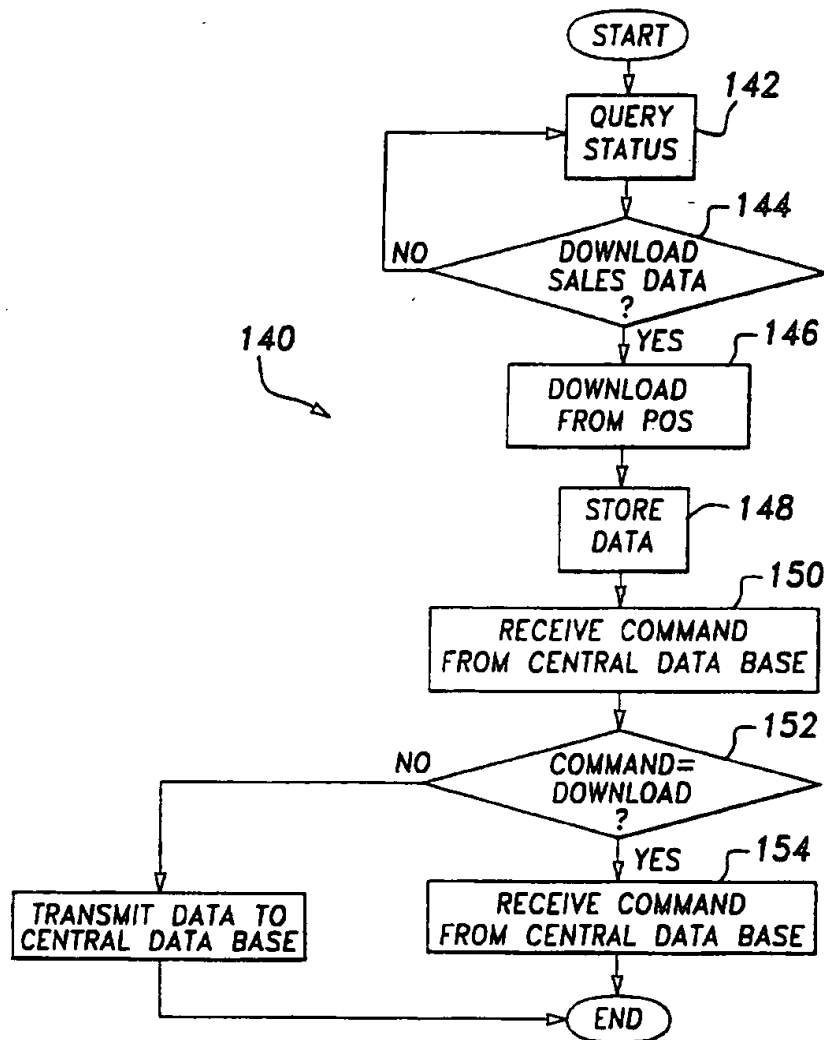 START
142
QUERY
STATUS
144
NO
DOWNLOAD
SALES DATA
?
YES
146
140
DOWNLOAD
FROM POS
STORE
DATA
148
150
RECEIVE COMMAND
FROM CENTRAL DATA BASE
152
NO
COMMAND=
DOWNLOAD
?
YES
154
TRANSMIT DATA TO
CENTRAL DATA BASE
RECEIVE COMMAND
FROM CENTRAL DATA BASE
END